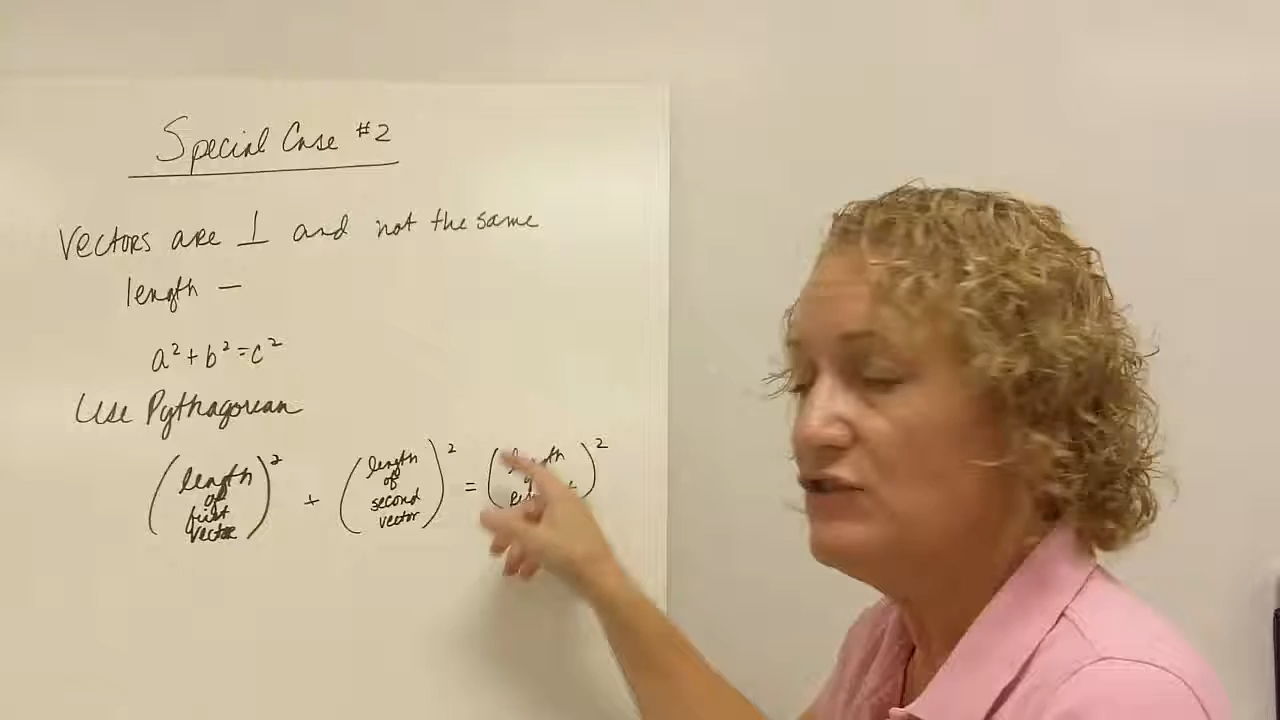 Special Case #2
Vectors are ⊥ and not the same
length —
a² + b² = c²
Use Pythagorean
(length of first vector)² + (length of second vector)² = (length)²